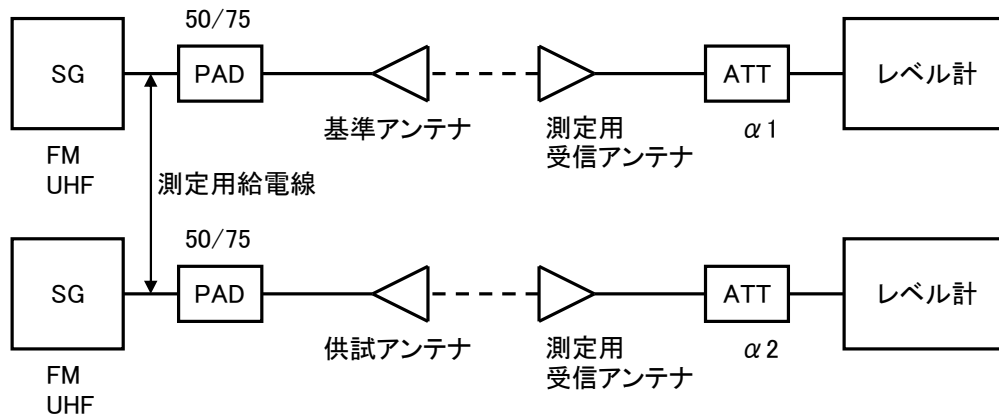 50/75
SG
PAD
ATT
レベル計
基準アンテナ
測定用
受信アンテナ
α1
FM
UHF
測定用給電線
50/75
SG
PAD
ATT
レベル計
供試アンテナ
測定用
受信アンテナ
α2
FM
UHF